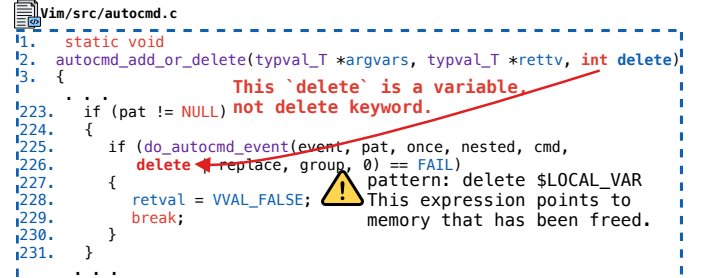 Vim/src/autocmd.c
1. static void
2. autocmd_add_or_delete(typval_T *argvars, typval_T *rettv, int delete)
3. {
This `delete` is a variable,
not delete keyword.
. . .
223. if (pat != NULL)
224. {
225. if (do_autocmd_event(event, pat, once, nested, cmd,
226. delete | replace, group, 0) == FAIL)
227. {
pattern: delete $LOCAL_VAR
228. retval = VVAL_FALSE;
This expression points to
229. break;
memory that has been freed.
230. }
231. }
. . .